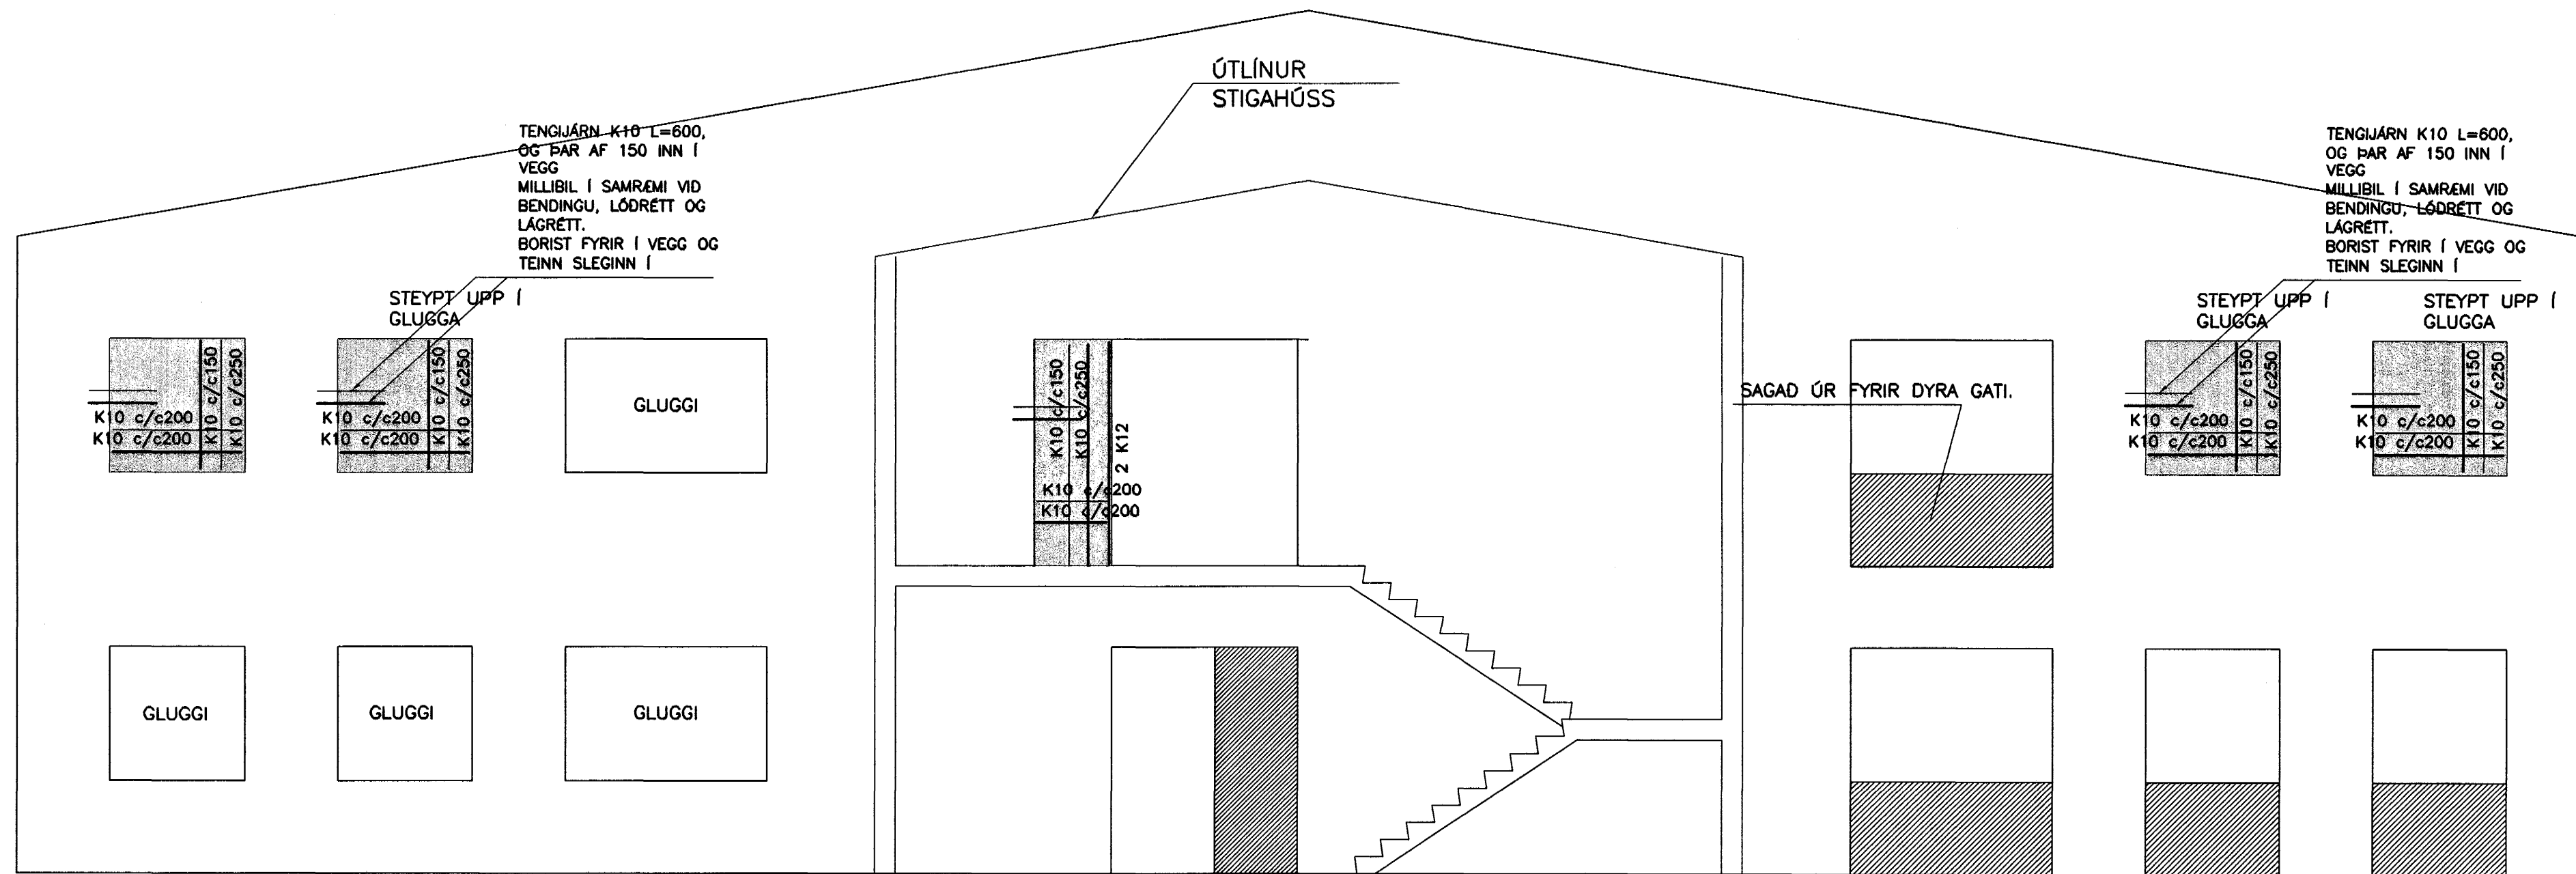 ÚTLÍNUR
STIGAHÚSS
TENGIJÁRN K10 L=600,
OG ÞAR AF 150 INN Í
VEGG
MILLIBIL Í SAMRÆMI VID
BENDINGU, LÓDRÉTT OG
LÁGRÉTT.
BORIST FYRIR Í VEGG OG
TEINN SLEGINN Í
TENGIJÁRN K10 L=600,
OG ÞAR AF 150 INN Í
VEGG
MILLIBIL Í SAMRÆMI VID
BENDINGU, LÓDRÉTT OG
LÁGRÉTT.
BORIST FYRIR Í VEGG OG
TEINN SLEGINN Í
STEYPT UPP Í
GLUGGA
STEYPT UPP Í
GLUGGA
STEYPT UPP Í
GLUGGA
K10 c/c200
K10 c/c200
K10 c/c150
K10 c/c250
K10 c/c200
K10 c/c200
K10 c/c150
K10 c/c250
GLUGGI
K10 c/c150
K10 c/c250
2 K12
K10 c/c200
K10 c/c200
SAGAD ÚR FYRIR DYRA GATI.
K10 c/c200
K10 c/c200
K10 c/c150
K10 c/c250
K10 c/c200
K10 c/c200
K10 c/c150
K10 c/c250
GLUGGI
GLUGGI
GLUGGI